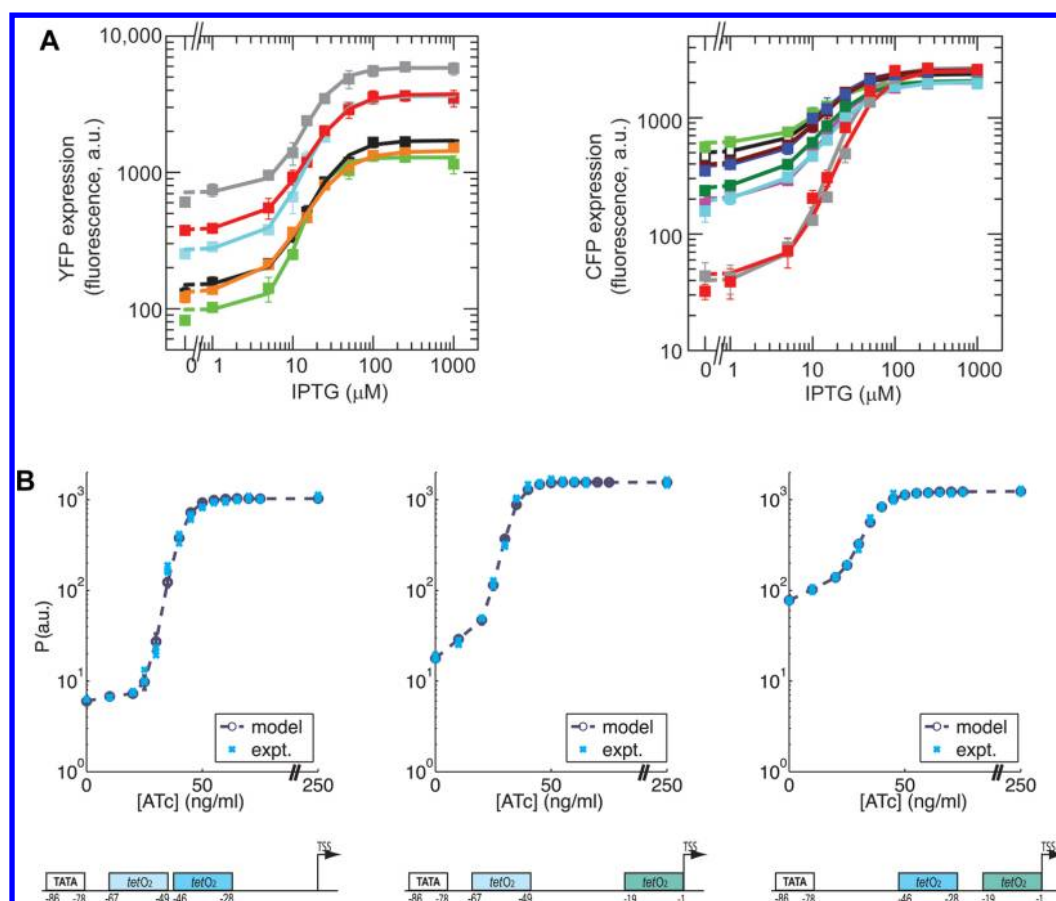 A
10,000
1000
100
YFP expression
(fluorescence, a.u.)
0 1 10 100 1000
IPTG (μM)
1000
100
10
CFP expression
(fluorescence, a.u.)
0 1 10 100 1000
IPTG (μM)
B
P(a.u.)
10³
10²
10¹
10⁰
model
expt.
0 50 250
[ATc] (ng/ml)
10³
10²
10¹
10⁰
model
expt.
0 50 250
[ATc] (ng/ml)
10³
10²
10¹
10⁰
model
expt.
0 50 250
[ATc] (ng/ml)
TSS
TATA tetO₂ tetO₂
-86 -78 -67 -49 -46 -28
TSS
TATA tetO₂ tetO₂
-86 -78 -67 -49 -19 -1
TSS
TATA tetO₂ tetO₂
-86 -78 -46 -28 -19 -1